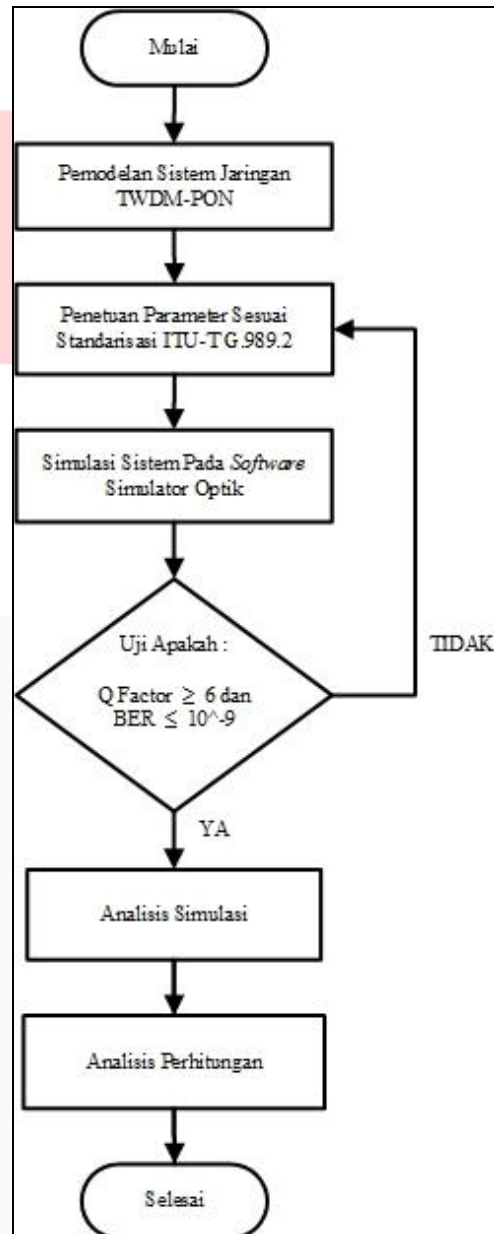 Mulai
Pemodelan Sistem Jaringan
TWDM-PON
Penetuan Parameter Sesuai
Standarisasi ITU-T G.989.2
Simulasi Sistem Pada Software
Simulator Optik
Uji Apakah :
Q Factor ≥ 6 dan
BER ≤ 10^-9
TIDAK
YA
Analisis Simulasi
Analisis Perhitungan
Selesai